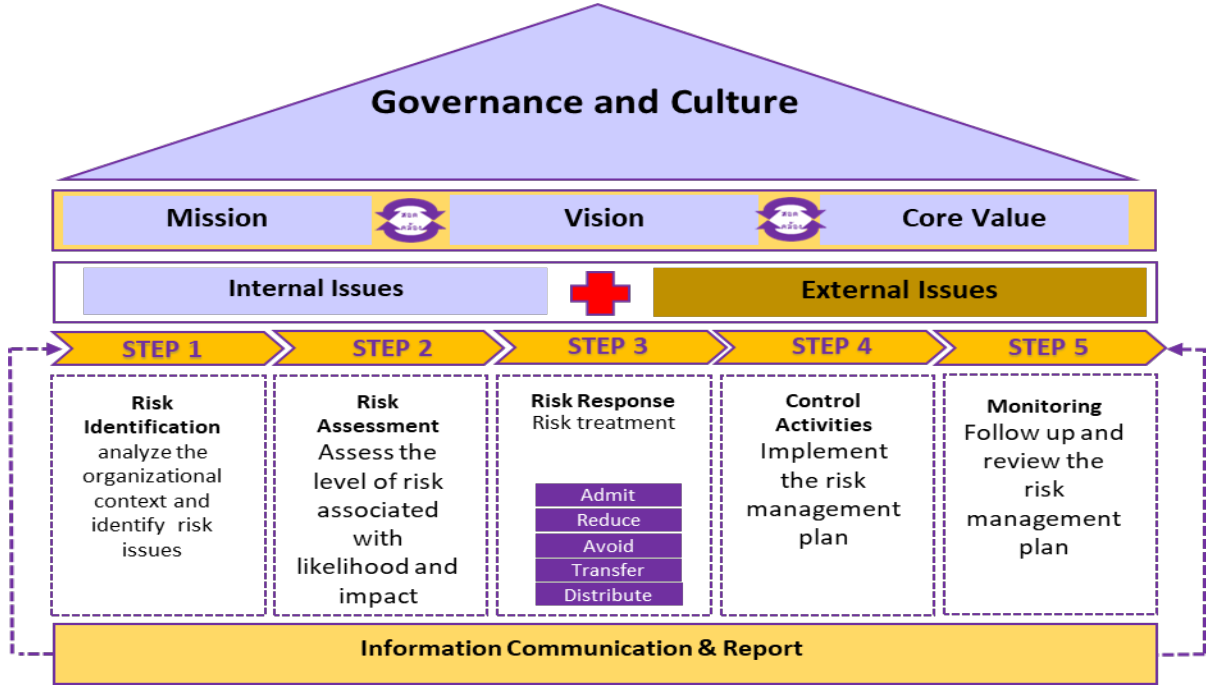 Governance and Culture
Mission
Vision
Core Value
Internal Issues
External Issues
STEP 1
STEP 2
STEP 3
STEP 4
STEP 5
Risk
Identification
analyze the
organizational
context and
identify risk
issues
Risk
Assessment
Assess the
level of risk
associated
with
likelihood and
impact
Risk Response
Risk treatment
Admit
Reduce
Avoid
Transfer
Distribute
Control
Activities
Implement
the risk
management
plan
Monitoring
Follow up and
review the
risk
management
plan
Information Communication & Report